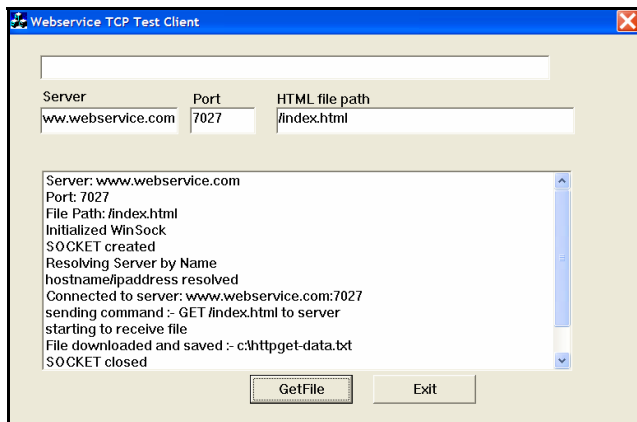 Webservice TCP Test Client
Server Port HTML file path
ww.webservice.com 7027 /index.html
Server: www.webservice.com
Port: 7027
File Path: /index.html
Initialized WinSock
SOCKET created
Resolving Server by Name
hostname/ipaddress resolved
Connected to server: www.webservice.com:7027
sending command :- GET /index.html to server
starting to receive file
File downloaded and saved :- c:\httpget-data.txt
SOCKET closed
GetFile Exit